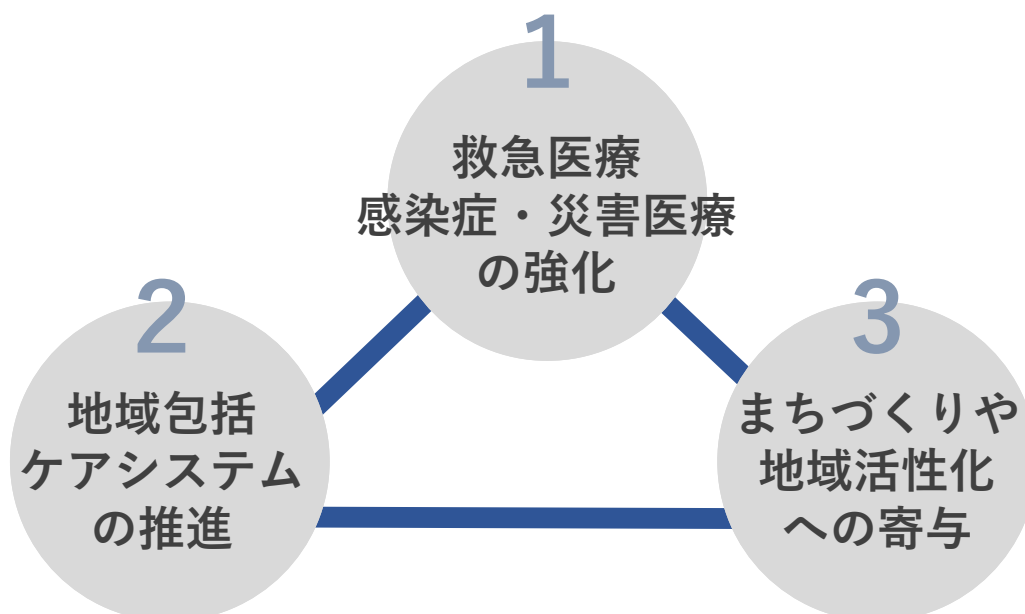 1
救急医療
感染症・災害医療
の強化
2
地域包括
ケアシステム
の推進
3
まちづくりや
地域活性化
への寄与